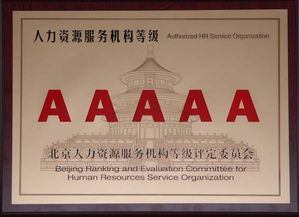 人力资源服务机构等级 Authorized HR Service Organization
AAAAA
北京人力资源服务机构等级评定委员会
Beijing Ranking and Evaluation Committee for
Human Resources Service Organization